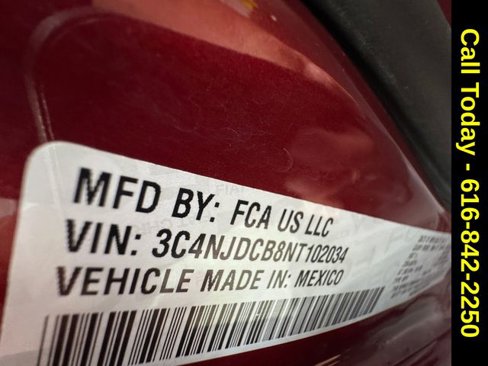 MFD BY: FCA US LLC
VIN: 3C4NJDCB8NT102034
VEHICLE MADE IN: MEXICO
Call Today - 616-842-2250